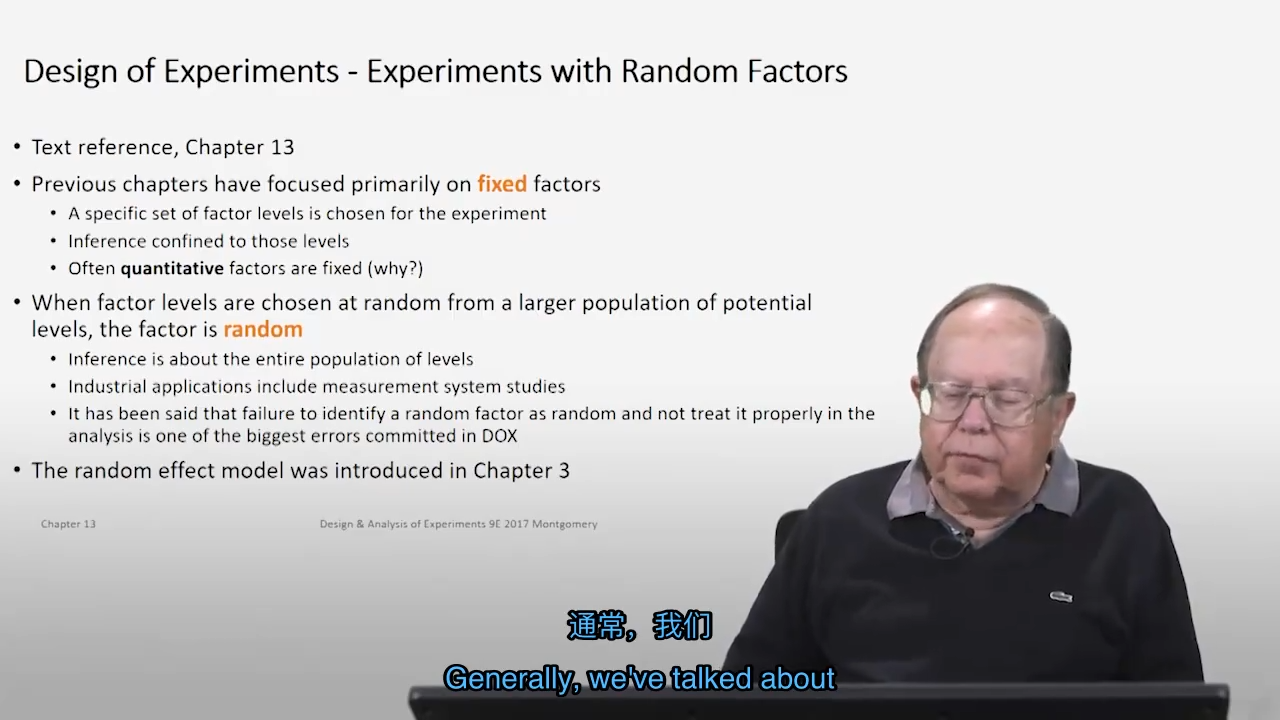 Design of Experiments - Experiments with Random Factors
• Text reference, Chapter 13
• Previous chapters have focused primarily on fixed factors
• A specific set of factor levels is chosen for the experiment
• Inference confined to those levels
• Often quantitative factors are fixed (why?)
• When factor levels are chosen at random from a larger population of potential
levels, the factor is random
• Inference is about the entire population of levels
• Industrial applications include measurement system studies
• It has been said that failure to identify a random factor as random and not treat it properly in the
analysis is one of the biggest errors committed in DOX
• The random effect model was introduced in Chapter 3
Chapter 13
Design & Analysis of Experiments 9E 2017 Montgomery
通常，我们
Generally, we've talked about